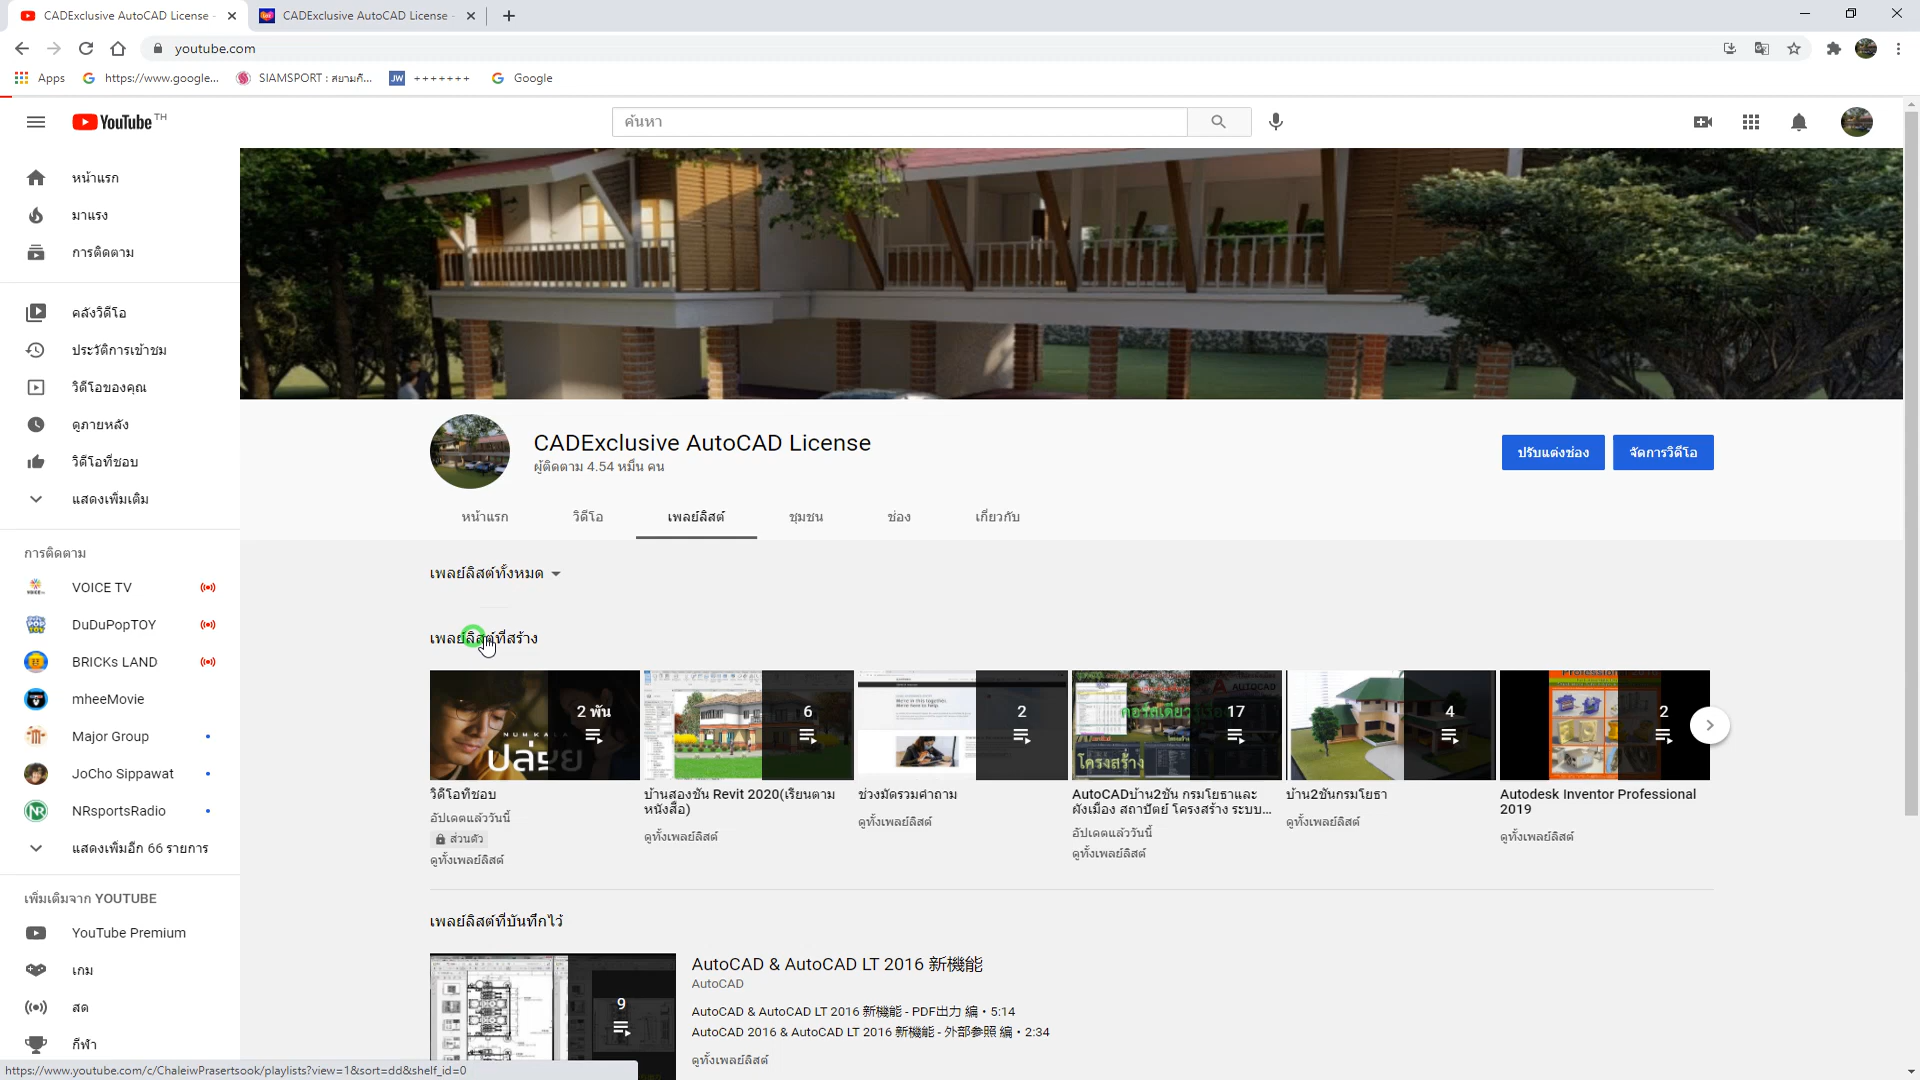 CADExclusive AutoCAD License -
CADExclusive AutoCAD License -
youtube.com
Apps
https://www.google...
SIAMSPORT : สยามกี...
JW
+++++++
Google
YouTube TH
ค้นหา
หน้าแรก
มาแรง
การติดตาม
คลังวิดีโอ
ประวัติการเข้าชม
วิดีโอของคุณ
ดูภายหลัง
วิดีโอที่ชอบ
แสดงเพิ่มเติม
การติดตาม
VOICE TV
DuDuPopTOY
BRICKs LAND
mheeMovie
Major Group
JoCho Sippawat
NRsportsRadio
แสดงเพิ่มอีก 66 รายการ
เพิ่มเติมจาก YOUTUBE
YouTube Premium
เกม
สด
กีฬา
CADExclusive AutoCAD License
ผู้ติดตาม 4.54 หมื่น คน
ปรับแต่งช่อง
จัดการวิดีโอ
หน้าแรก
วิดีโอ
เพลย์ลิสต์
ชุมชน
ช่อง
เกี่ยวกับ
เพลย์ลิสต์ทั้งหมด
เพลย์ลิสต์ที่สร้าง
NUMKALA
ปล่อย
2 พัน
6
2
AUTOCAD
17
โครงสร้าง
4
2
วิดีโอที่ชอบ
อัปเดตแล้ววันนี้
ส่วนตัว
ดูทั้งเพลย์ลิสต์
บ้านสองชั้น Revit 2020(เรียนตาม
หนังสือ)
ดูทั้งเพลย์ลิสต์
ช่วงมัดรวมคำถาม
ดูทั้งเพลย์ลิสต์
AutoCADบ้าน2ชั้น กรมโยธาและ
ผังเมือง สถาปัตย์ โครงสร้าง ระบบ...
อัปเดตแล้ววันนี้
ดูทั้งเพลย์ลิสต์
บ้าน2ชั้นกรมโยธา
ดูทั้งเพลย์ลิสต์
Autodesk Inventor Professional
2019
ดูทั้งเพลย์ลิสต์
เพลย์ลิสต์ที่บันทึกไว้
9
AutoCAD & AutoCAD LT 2016 新機能
AutoCAD
AutoCAD & AutoCAD LT 2016 新機能 - PDF出力 編 • 5:14
AutoCAD 2016 & AutoCAD LT 2016 新機能 - 外部参照 編 • 2:34
ดูทั้งเพลย์ลิสต์
https://www.youtube.com/c/ChaleiwPrasertsook/playlists?view=1&sort=dd&shelf_id=0